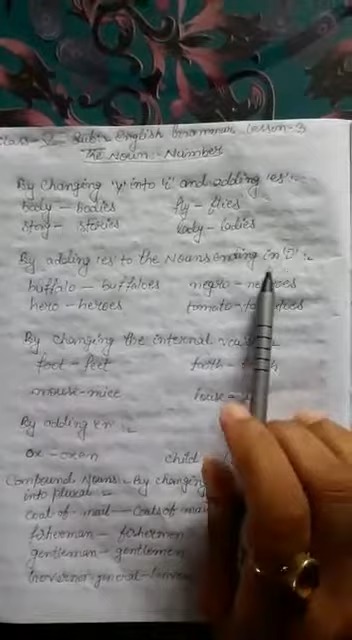 English Grammar Lesson-3
The Noun-Number
By changing 'y' into 'i' and adding 'es' :-
body - bodies fly - flies
story - stories lady - ladies
By adding 'es' to the Nouns ending in 'O' :-
buffalo - buffaloes negro -
hero - heroes tomato -
By changing the internal
foot - feet tooth -
mouse - mice
By adding 'en' :-
ox - oxen child
Compound Nouns :- By changing
into plural :-
coat-of-mail - coats of mail
fisherman - fishermen
gentleman - gentlemen
Governor-general -